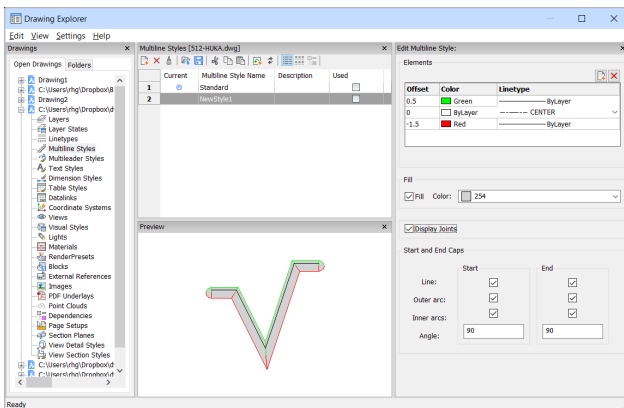 Drawing Explorer
Edit View Settings Help
Drawings
Open Drawings Folders
Drawing1
C:\Users\rhg\Dropbox\B
Drawing2
C:\Users\rhg\Dropbox\d
Layers
Layer States
Linetypes
Multiline Styles
Multileader Styles
Text Styles
Dimension Styles
Table Styles
Datalinks
Coordinate Systems
Views
Visual Styles
Lights
Materials
RenderPresets
Blocks
External References
Images
PDF Underlays
Point Clouds
Dependencies
Page Setups
Section Planes
View Detail Styles
View Section Styles
C:\Users\rhg\Dropbox\d
C:\Users\rhg\Dropbox\d
Multiline Styles [512-HUKA.dwg]
Current Multiline Style Name Description Used
1 Standard
2 NewStyle1
Preview
Edit Multiline Style:
Elements
Offset Color Linetype
0.5 Green ByLayer
0 ByLayer CENTER
-1.5 Red ByLayer
Fill
Fill Color: 254
Display Joints
Start and End Caps
Start End
Line:
Outer arc:
Inner arcs:
Angle: 90 90
Ready